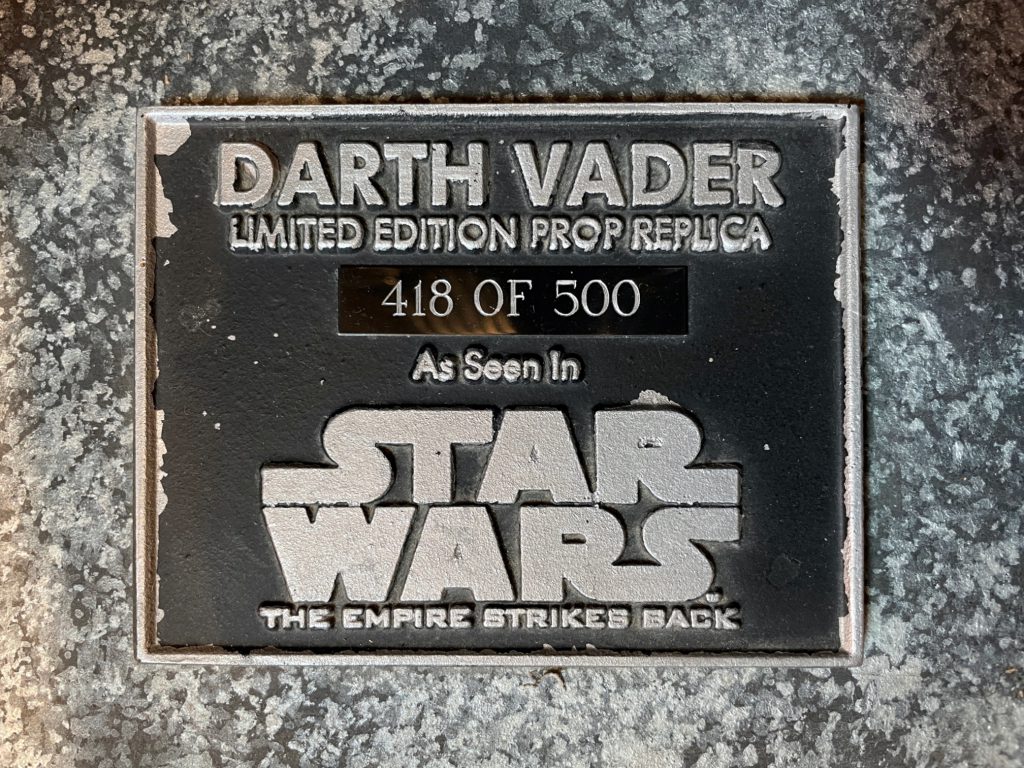 DARTH VADER
LIMITED EDITION PROP REPLICA
418 OF 500
As Seen In
STAR
WARS
THE EMPIRE STRIKES BACK